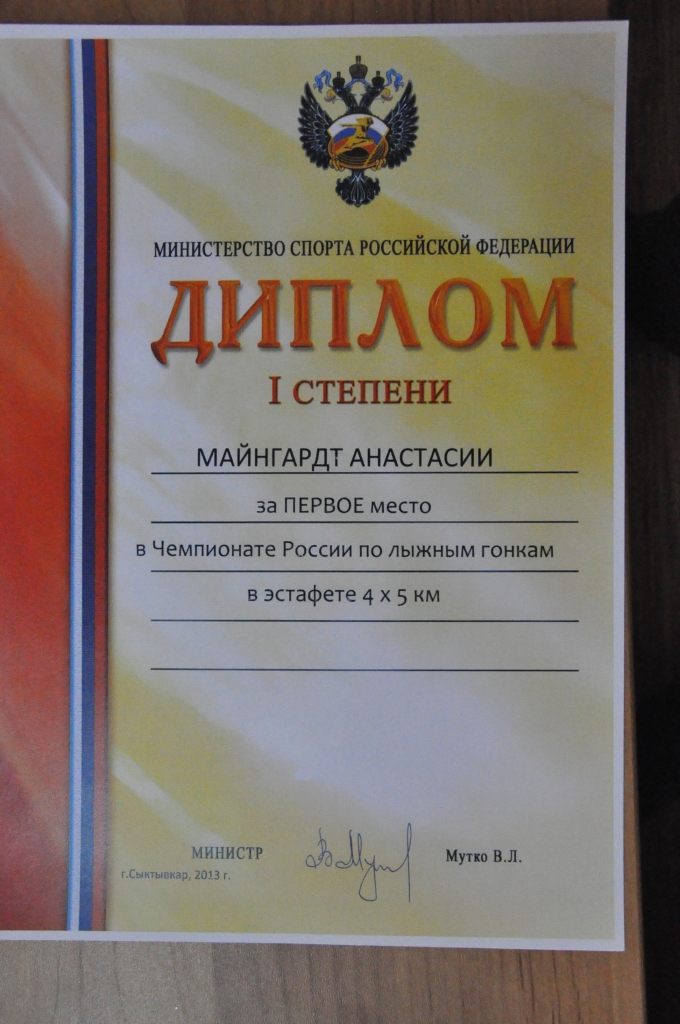 МИНИСТЕРСТВО СПОРТА РОССИЙСКОЙ ФЕДЕРАЦИИ
ДИПЛОМ
I СТЕПЕНИ
МАЙНГАРДТ АНАСТАСИИ
за ПЕРВОЕ место
в Чемпионате России по лыжным гонкам
в эстафете 4 х 5 км
МИНИСТР
Мутко В.Л.
г.Сыктывкар, 2013 г.